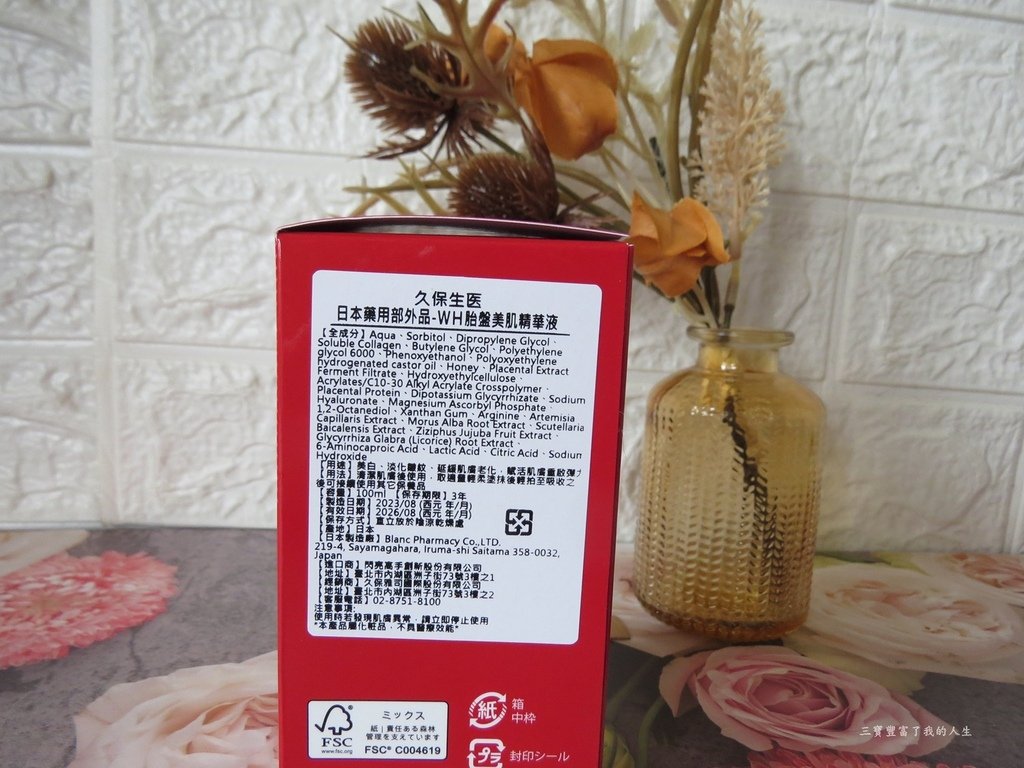 久保生医
日本藥用部外品-WH胎盤美肌精華液
【全成分】Aqua、Sorbitol、Dipropylene Glycol、
Soluble Collagen、Butylene Glycol、Polyethylene
glycol 6000、Phenoxyethanol、Polyoxyethylene
hydrogenated castor oil、Honey、Placental Extract
Ferment Filtrate、Hydroxyethylcellulose、
Acrylates/C10-30 Alkyl Acrylate Crosspolymer、
Placental Protein、Dipotassium Glycyrrhizate、Sodium
Hyaluronate、Magnesium Ascorbyl Phosphate、
1,2-Octanediol、Xanthan Gum、Arginine、Artemisia
Capillaris Extract、Morus Alba Root Extract、Scutellaria
Baicalensis Extract、Ziziphus Jujuba Fruit Extract、
Glycyrrhiza Glabra (Licorice) Root Extract、
6-Aminocaproic Acid、Lactic Acid、Citric Acid、Sodium
Hydroxide
【用途】美白、淡化皺紋、延緩肌膚老化，賦活肌膚重啟彈力
【用法】清潔肌膚後使用，取適量輕柔塗抹後輕拍至吸收之
後可接續使用其它保養品
【容量】100ml 【保存期限】3年
【製造日期】2023/08 (西元 年/月)
【有效日期】2026/08 (西元 年/月)
【保存方式】直立放於陰涼乾燥處
【產地】日本
【日本製造廠】Blanc Pharmacy Co.,LTD.
219-4, Sayamagahara, Iruma-shi Saitama 358-0032,
Japan
【進口商】閃亮高手創新股份有限公司
【地址】臺北市內湖區洲子街73號3樓之1
【經銷商】久保雅司國際股份有限公司
【地址】臺北市內湖區洲子街73號3樓之2
【客服電話】02-8751-8100
注意事項:
使用時若發現肌膚異常，請立即停止使用
*本產品屬化粧品，不具醫療效能*
FSC
www.fsc.org
ミックス
紙｜責任ある森林
管理を支えています
FSC® C004619
紙
箱
中枠
プラ
封印シール
三寶豐富了我的人生